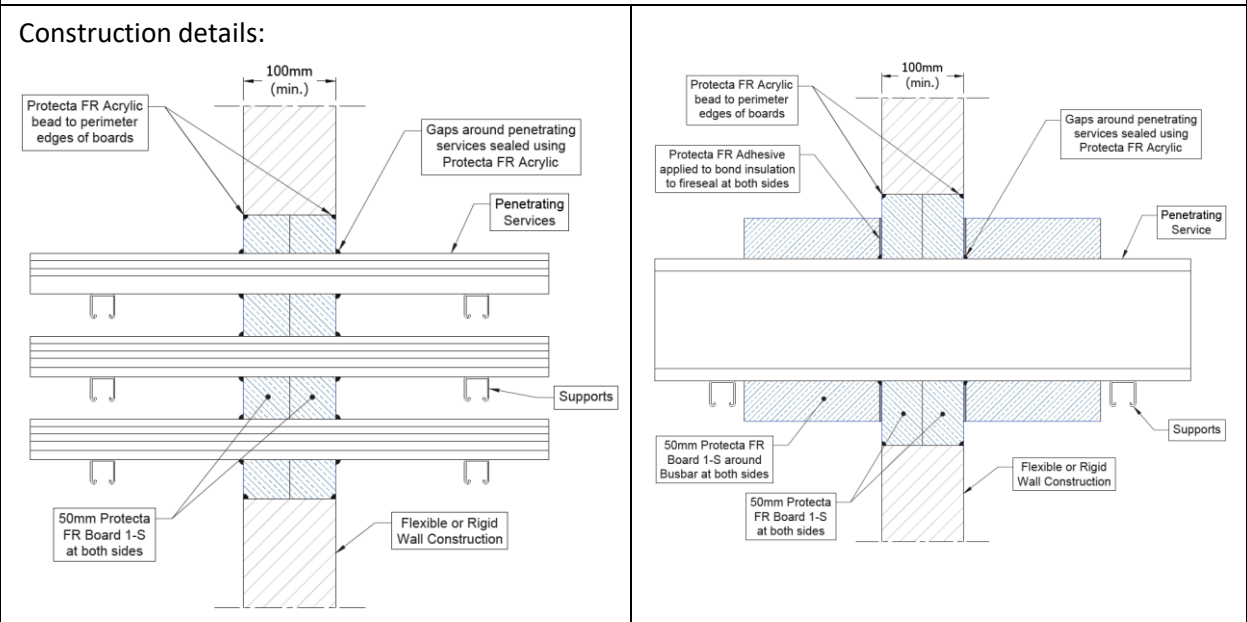 Construction details:
100mm
(min.)
Protecta FR Acrylic
bead to perimeter
edges of boards
Gaps around penetrating
services sealed using
Protecta FR Acrylic
Penetrating
Services
Supports
50mm Protecta
FR Board 1-S
at both sides
Flexible or Rigid
Wall Construction
100mm
(min.)
Protecta FR Acrylic
bead to perimeter
edges of boards
Gaps around penetrating
services sealed using
Protecta FR Acrylic
Protecta FR Adhesive
applied to bond insulation
to fireseal at both sides
Penetrating
Service
Supports
50mm Protecta FR
Board 1-S around
Busbar at both sides
Flexible or Rigid
Wall Construction
50mm Protecta
FR Board 1-S
at both sides